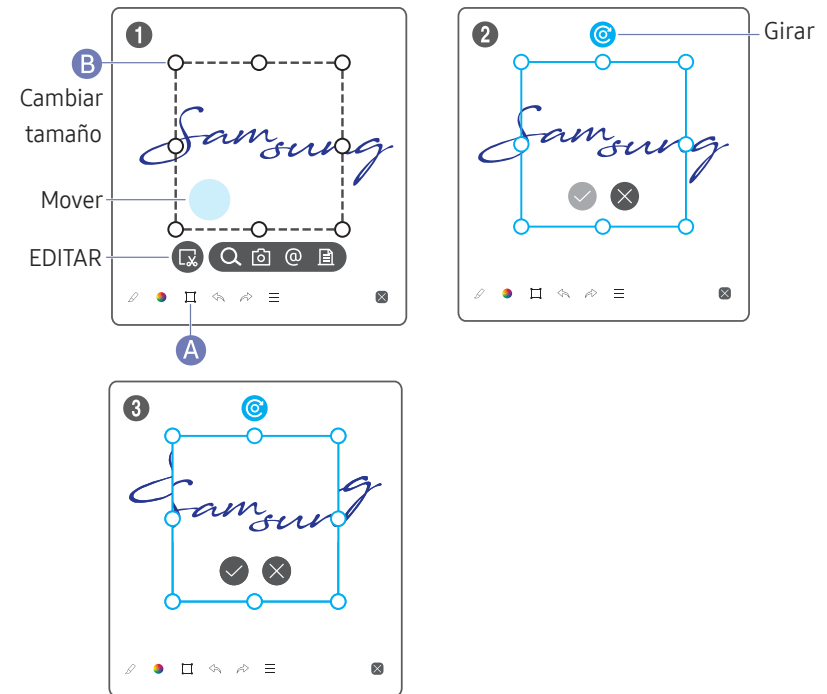 1
B
Cambiar
tamaño
Samsung
Mover
EDITAR
@
A
2
Girar
Samsung
3
Samsung